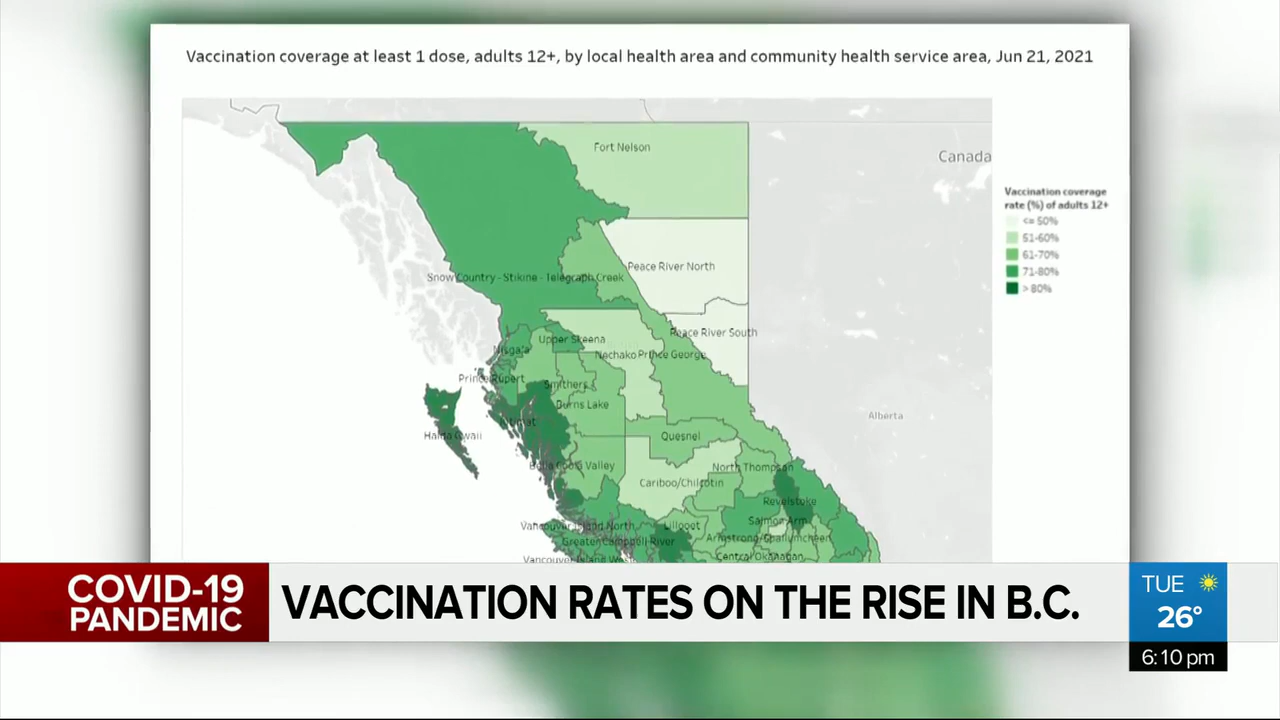 Vaccination coverage at least 1 dose, adults 12+, by local health area and community health service area, Jun 21, 2021
Fort Nelson
Canada
Vaccination coverage
rate (%) of adults 12+
<= 50%
51-60%
61-70%
71-80%
> 80%
Peace River North
Snow Country - Stikine - Telegraph Creek
Peace River South
Upper Skeena
Nisga'a
Nechako
Prince George
Prince Rupert
Smithers
Burns Lake
Alberta
Kitimat
Haida Gwaii
Quesnel
Bella Coola Valley
North Thompson
Cariboo/Chilcotin
Revelstoke
Salmon Arm
Vancouver Island North
Lillooet
Greater Campbell River
Armstrong/Spallumcheen
Vancouver Island West
Central Okanagan
COVID-19
PANDEMIC
VACCINATION RATES ON THE RISE IN B.C.
TUE
26°
6:10 pm